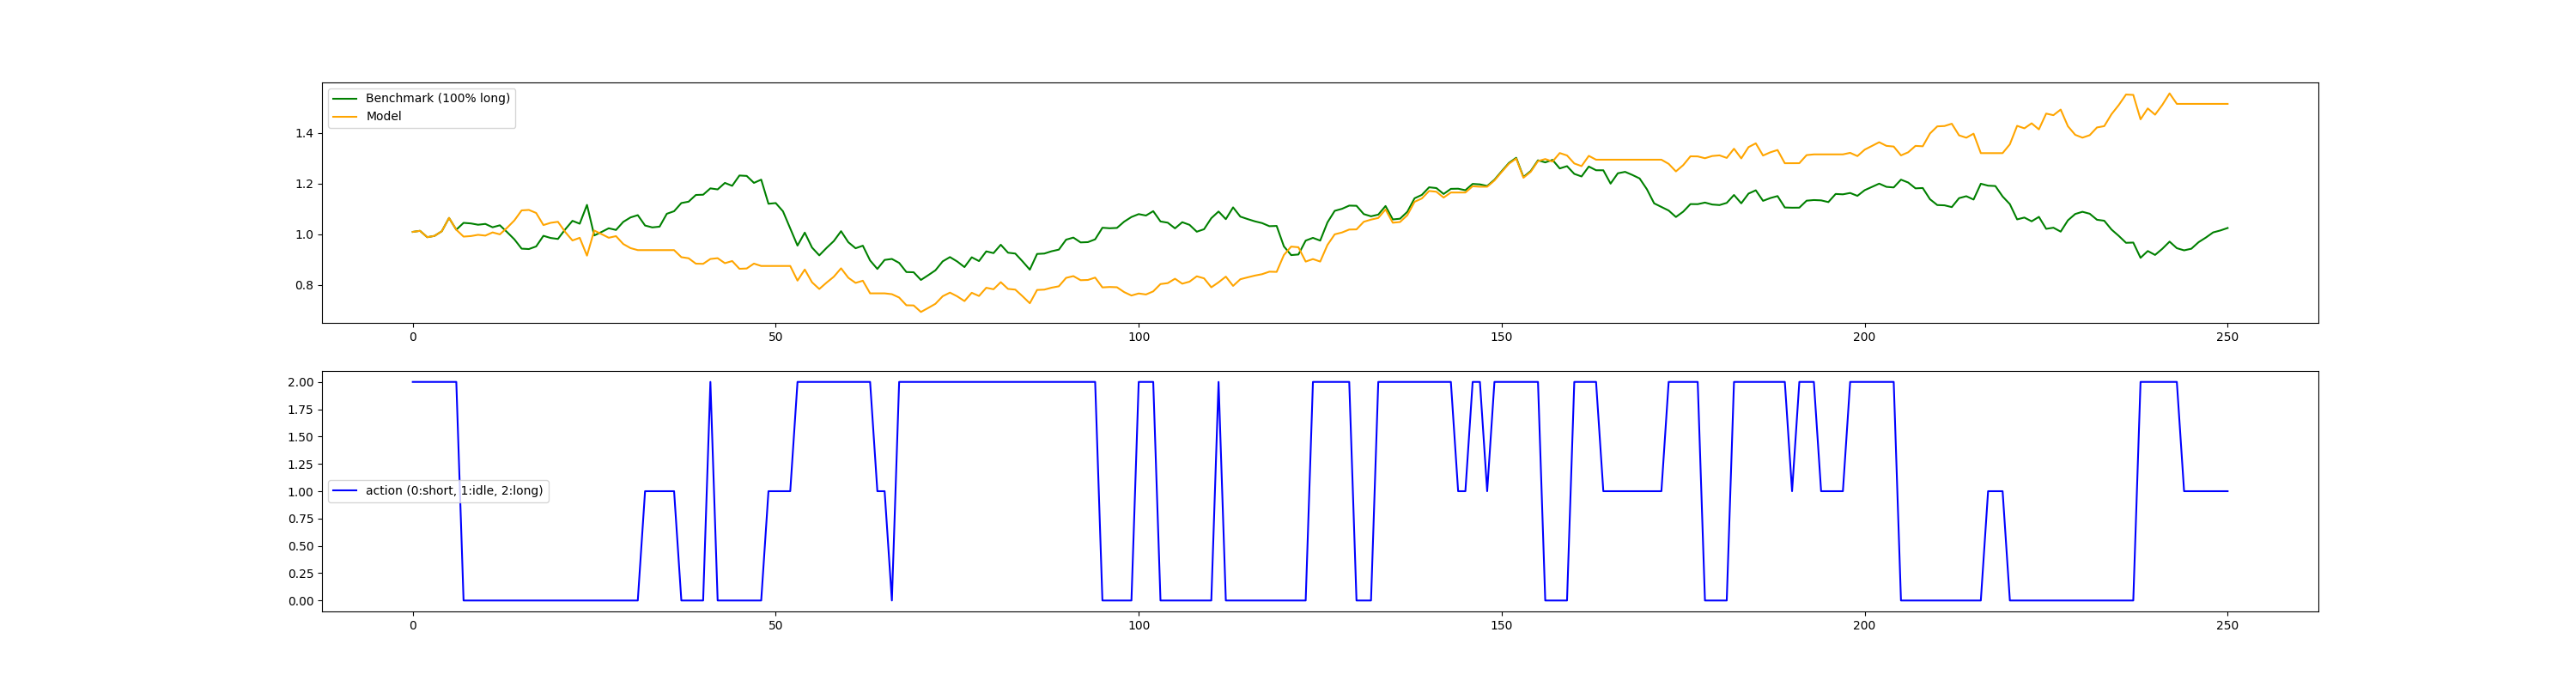 Benchmark (100% long)
Model
1.4
1.2
1.0
0.8
0 50 100 150 200 250
2.00
1.75
1.50
1.25
1.00
0.75
0.50
0.25
0.00
action (0:short, 1:idle, 2:long)
0 50 100 150 200 250